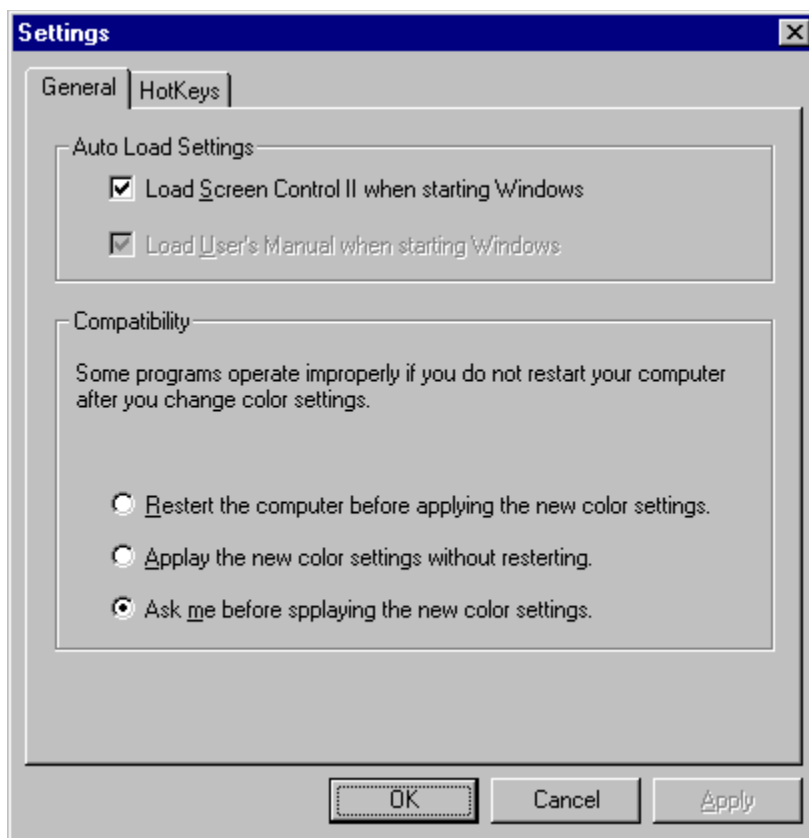 Settings
General
HotKeys
Auto Load Settings
Load Screen Control II when starting Windows
Load User's Manual when starting Windows
Compatibility
Some programs operate improperly if you do not restart your computer
after you change color settings.
Restert the computer before applying the new color settings.
Applay the new color settings without resterting.
Ask me before spplaying the new color settings.
OK
Cancel
Apply